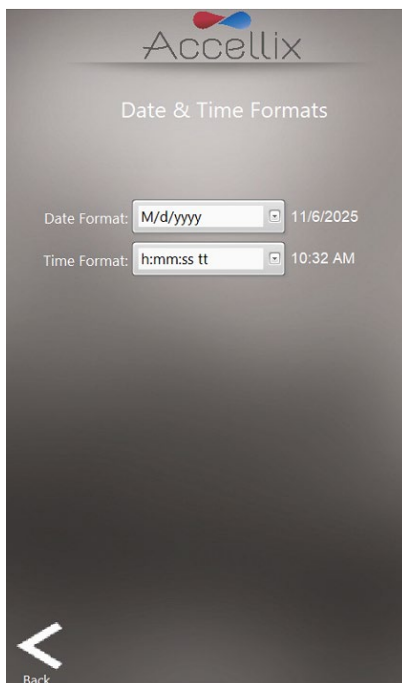 Accellix
Date & Time Formats
Date Format: M/d/yyyy 11/6/2025
Time Format: h:mm:ss tt 10:32 AM
Back